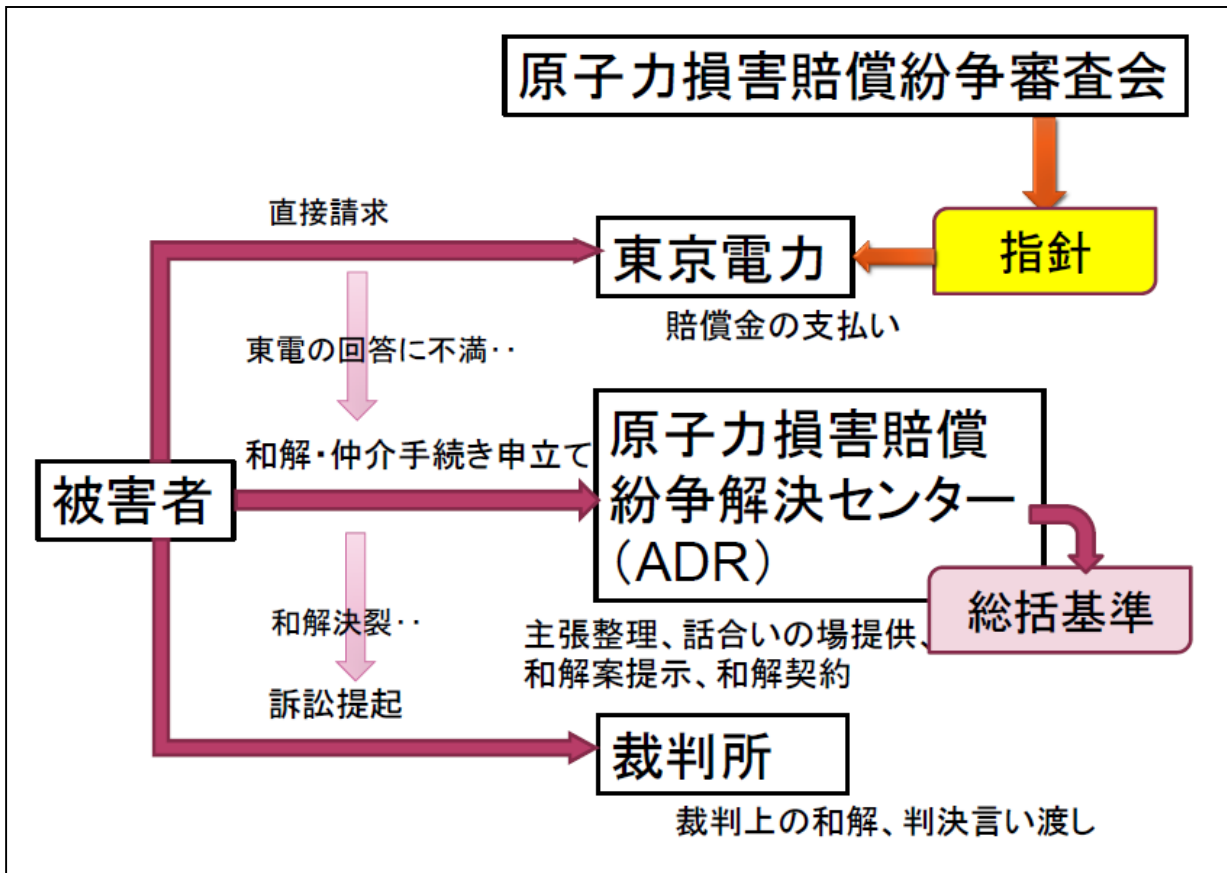 原子力損害賠償紛争審査会
直接請求
東京電力
指針
賠償金の支払い
東電の回答に不満‥
和解・仲介手続き申立て
被害者
原子力損害賠償
紛争解決センター
(ADR)
総括基準
和解決裂‥
主張整理、話合いの場提供、
和解案提示、和解契約
訴訟提起
裁判所
裁判上の和解、判決言い渡し